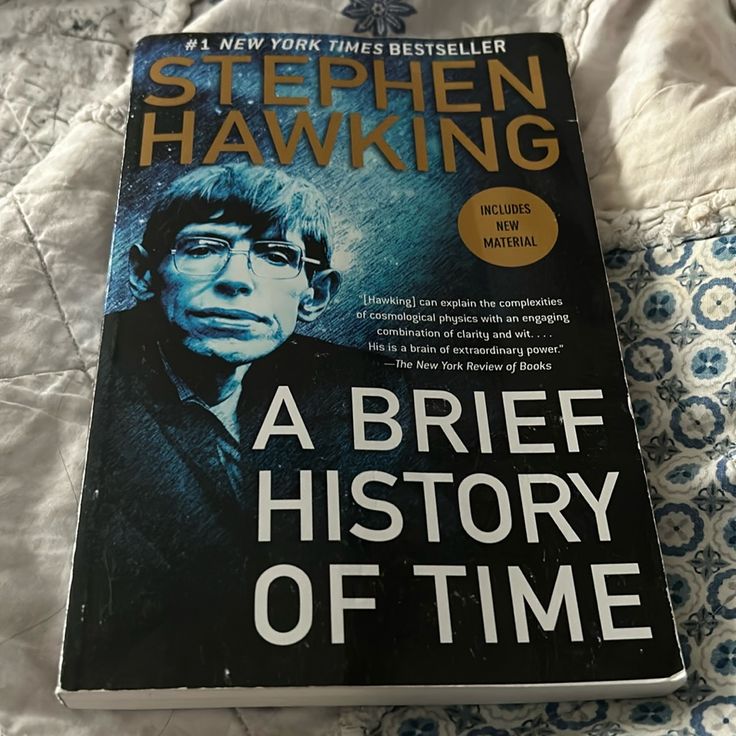 #1 NEW YORK TIMES BESTSELLER
STEPHEN
HAWKING
INCLUDES
NEW
MATERIAL
"[Hawking] can explain the complexities
of cosmological physics with an engaging
combination of clarity and wit. . . .
His is a brain of extraordinary power."
—The New York Review of Books
A BRIEF
HISTORY
OF TIME